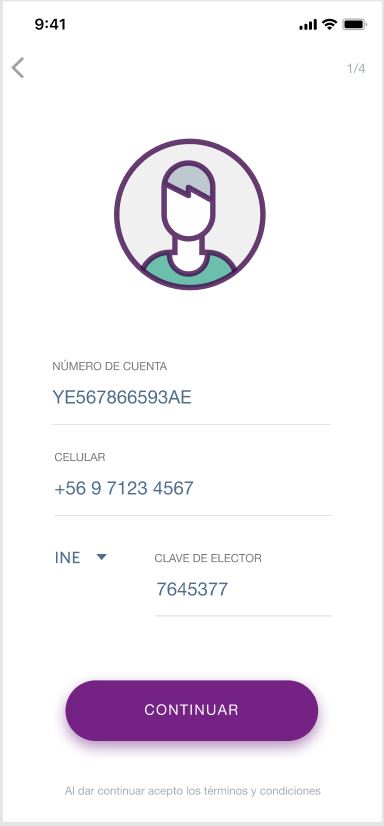 9:41
1/4
NÚMERO DE CUENTA
YE567866593AE
CELULAR
+56 9 7123 4567
INE
CLAVE DE ELECTOR
7645377
CONTINUAR
Al dar continuar acepto los términos y condiciones